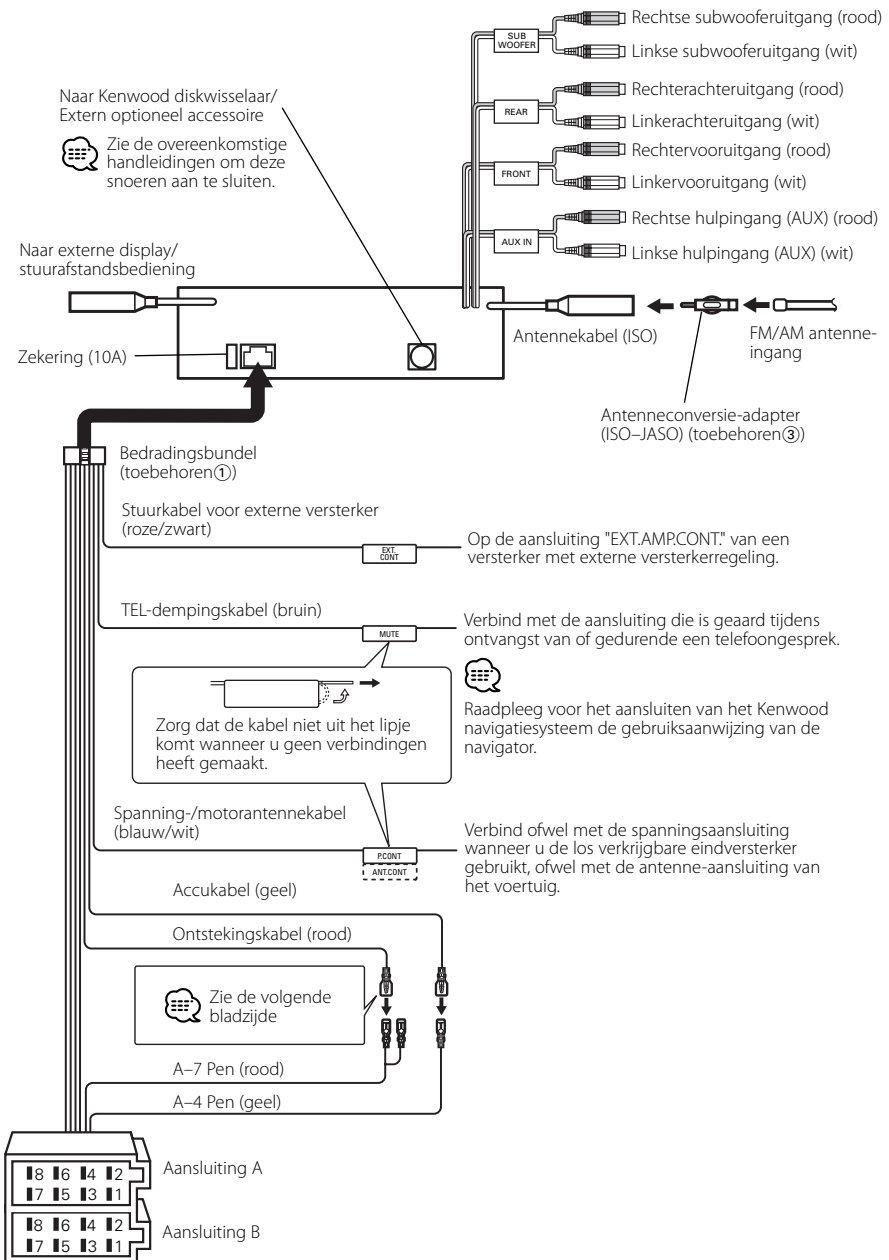 SUB
WOOFER
Rechtse subwooferuitgang (rood)
Linkse subwooferuitgang (wit)
Naar Kenwood diskwisselaar/
Extern optioneel accessoire
Zie de overeenkomstige
handleidingen om deze
snoeren aan te sluiten.
REAR
Rechterachteruitgang (rood)
Linkerachteruitgang (wit)
FRONT
Rechtervooruitgang (rood)
Linkervooruitgang (wit)
AUX IN
Rechtse hulpingang (AUX) (rood)
Linkse hulpingang (AUX) (wit)
Naar externe display/
stuurafstandsbediening
Zekering (10A)
Antennekabel (ISO)
FM/AM antenne-
ingang
Antenneconversie-adapter
(ISO–JASO) (toebehoren③)
Bedradingsbundel
(toebehoren①)
Stuurkabel voor externe versterker
(roze/zwart)
EXT.
CONT
Op de aansluiting "EXT.AMP.CONT." van een
versterker met externe versterkerregeling.
TEL-dempingskabel (bruin)
MUTE
Verbind met de aansluiting die is geaard tijdens
ontvangst van of gedurende een telefoongesprek.
Raadpleeg voor het aansluiten van het Kenwood
navigatiesysteem de gebruiksaanwijzing van de
navigator.
Zorg dat de kabel niet uit het lipje
komt wanneer u geen verbindingen
heeft gemaakt.
Spanning-/motorantennekabel
(blauw/wit)
P.CONT
ANT.CONT
Verbind ofwel met de spanningsaansluiting
wanneer u de los verkrijgbare eindversterker
gebruikt, ofwel met de antenne-aansluiting van
het voertuig.
Accukabel (geel)
Ontstekingskabel (rood)
Zie de volgende
bladzijde
A–7 Pen (rood)
A–4 Pen (geel)
8 6 4 2
7 5 3 1
Aansluiting A
8 6 4 2
7 5 3 1
Aansluiting B